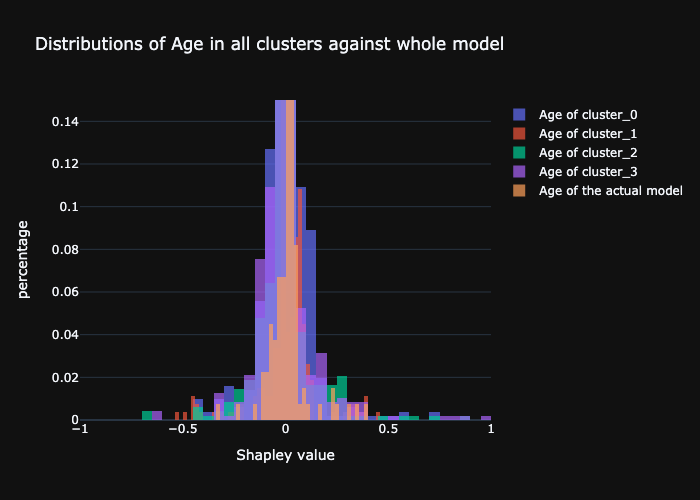 Distributions of Age in all clusters against whole model
0.14
0.12
0.1
0.08
0.06
0.04
0.02
0
−1
−0.5
0
0.5
1
percentage
Shapley value
Age of cluster_0
Age of cluster_1
Age of cluster_2
Age of cluster_3
Age of the actual model